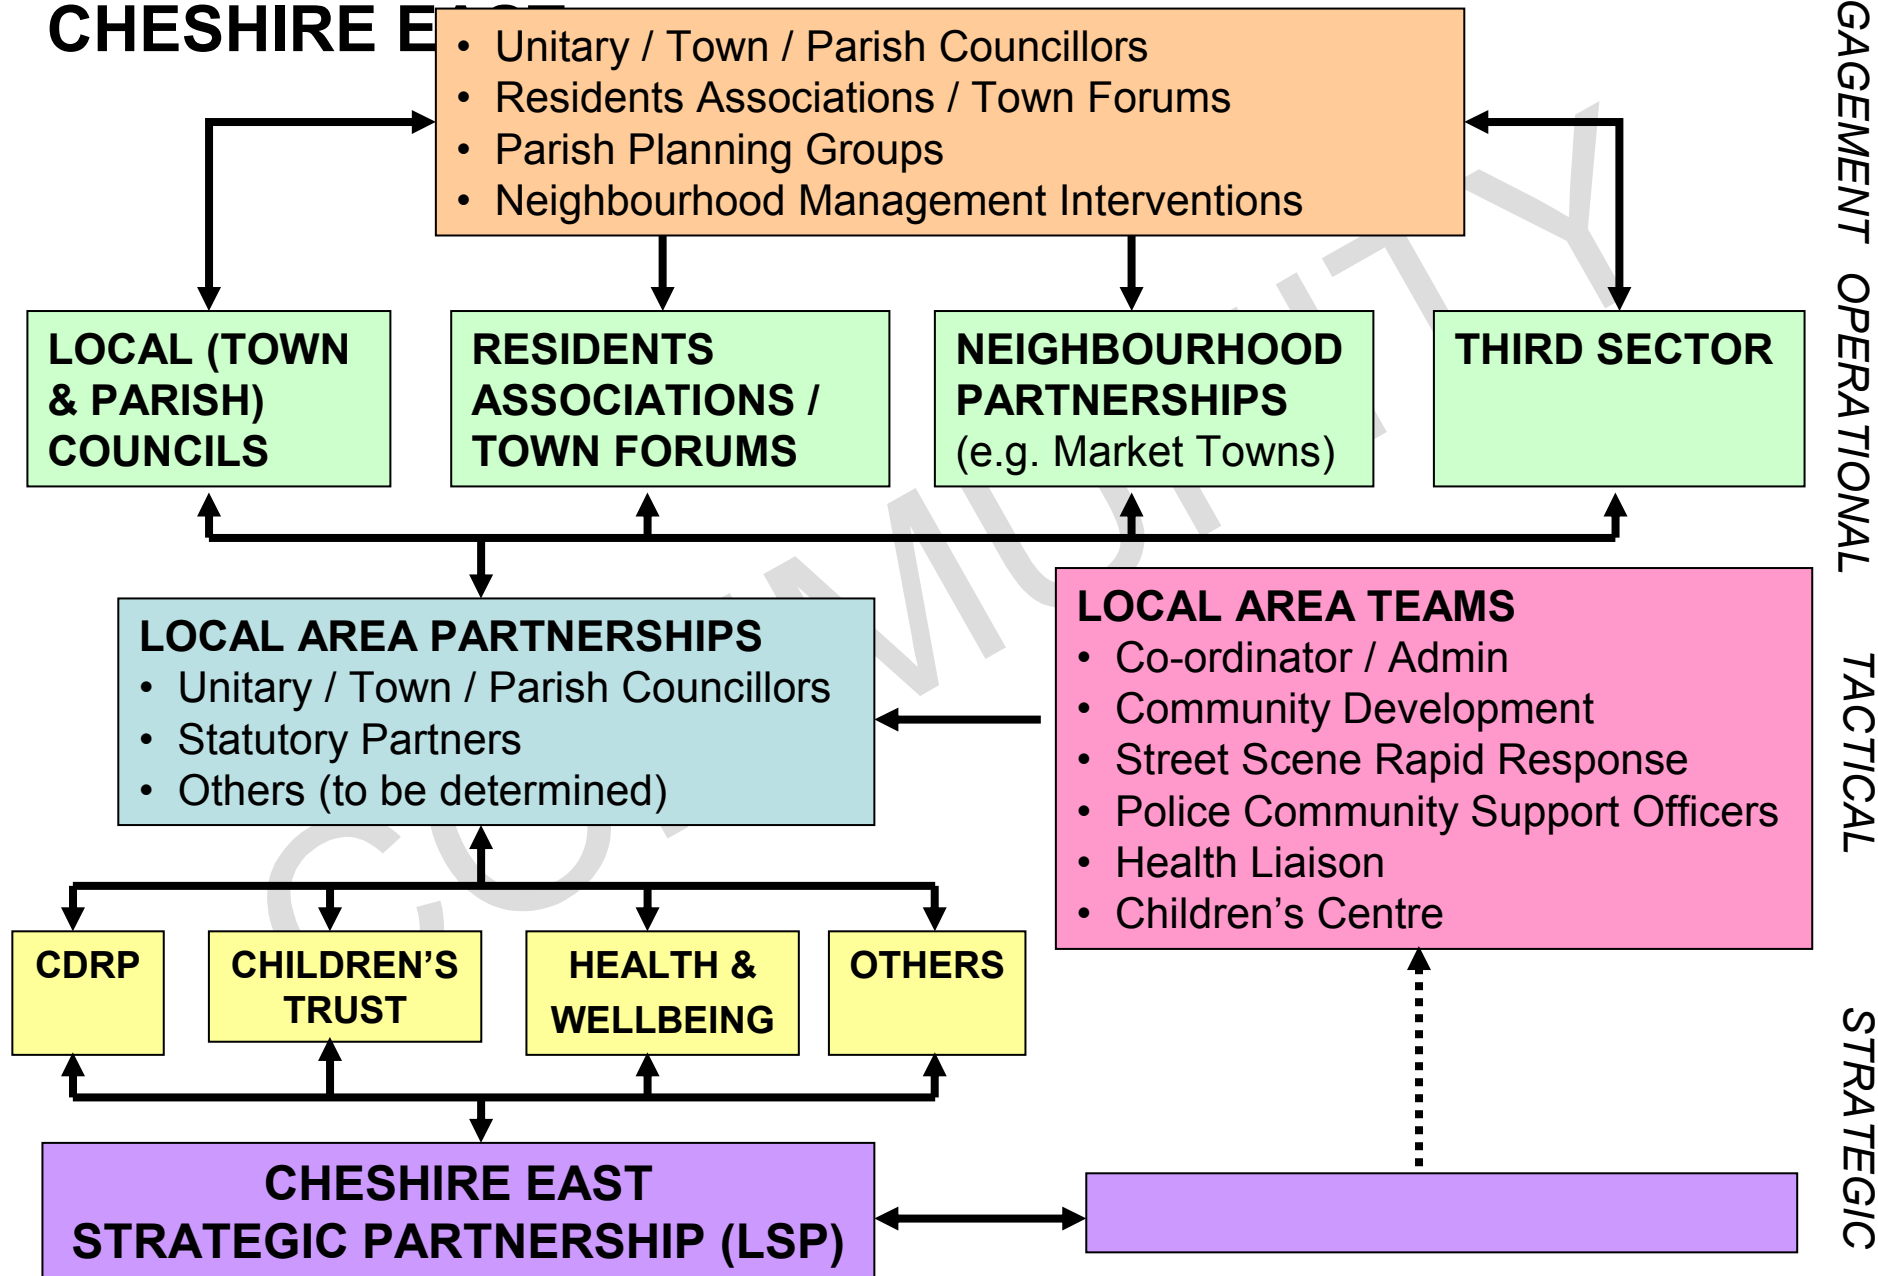 CHESHIRE EAST
• Unitary / Town / Parish Councillors
• Residents Associations / Town Forums
• Parish Planning Groups
• Neighbourhood Management Interventions
LOCAL (TOWN
& PARISH)
COUNCILS
RESIDENTS
ASSOCIATIONS /
TOWN FORUMS
NEIGHBOURHOOD
PARTNERSHIPS
(e.g. Market Towns)
THIRD SECTOR
LOCAL AREA PARTNERSHIPS
• Unitary / Town / Parish Councillors
• Statutory Partners
• Others (to be determined)
LOCAL AREA TEAMS
• Co-ordinator / Admin
• Community Development
• Street Scene Rapid Response
• Police Community Support Officers
• Health Liaison
• Children’s Centre
CDRP
CHILDREN’S
TRUST
HEALTH &
WELLBEING
OTHERS
CHESHIRE EAST
STRATEGIC PARTNERSHIP (LSP)
GAGEMENT
OPERATIONAL
TACTICAL
STRATEGIC
COMMUNITY